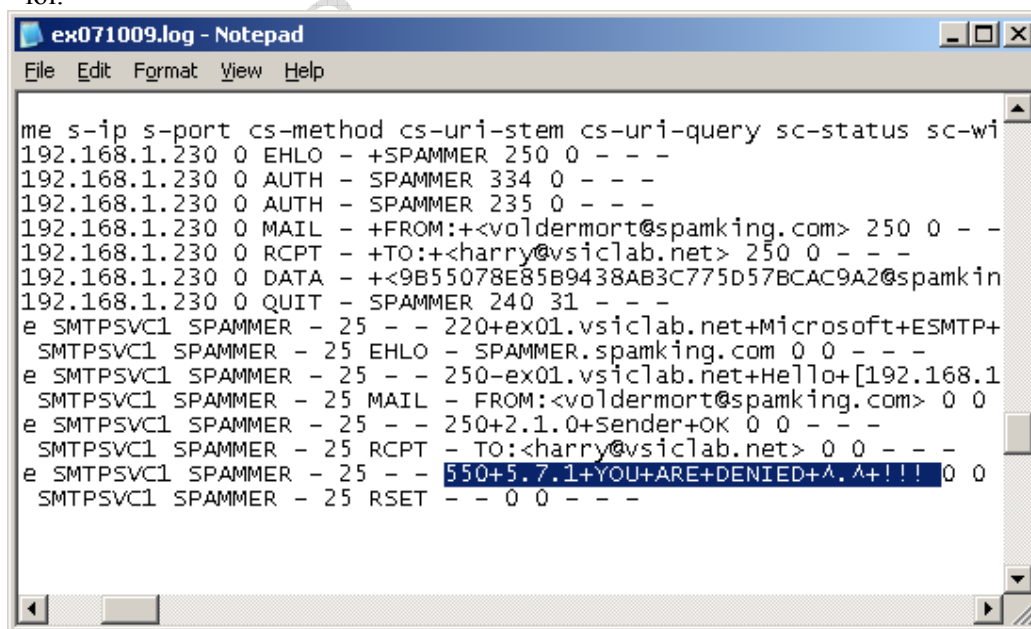 ex071009.log - Notepad
File Edit Format View Help
me s-ip s-port cs-method cs-uri-stem cs-uri-query sc-status sc-wi
192.168.1.230 0 EHLO - +SPAMMER 250 0 - - -
192.168.1.230 0 AUTH - SPAMMER 334 0 - - -
192.168.1.230 0 AUTH - SPAMMER 235 0 - - -
192.168.1.230 0 MAIL - +FROM:+<voldermort@spamking.com> 250 0 - -
192.168.1.230 0 RCPT - +TO:+<harry@vsiclab.net> 250 0 - - -
192.168.1.230 0 DATA - +<9B55078E85B9438AB3C775D57BCAC9A2@spamkin
192.168.1.230 0 QUIT - SPAMMER 240 31 - - -
e SMTPSVC1 SPAMMER - 25 - - 220+ex01.vsiclab.net+Microsoft+ESMTP+
SMTPSVC1 SPAMMER - 25 EHLO - SPAMMER.spamking.com 0 0 - - -
e SMTPSVC1 SPAMMER - 25 - - 250-ex01.vsiclab.net+Hello+[192.168.1
SMTPSVC1 SPAMMER - 25 MAIL - FROM:<voldermort@spamking.com> 0 0
e SMTPSVC1 SPAMMER - 25 - - 250+2.1.0+Sender+OK 0 0 - - -
SMTPSVC1 SPAMMER - 25 RCPT - TO:<harry@vsiclab.net> 0 0 - - -
e SMTPSVC1 SPAMMER - 25 - - 550+5.7.1+YOU+ARE+DENIED+^.^+!!! 0 0
SMTPSVC1 SPAMMER - 25 RSET - - 0 0 - - -